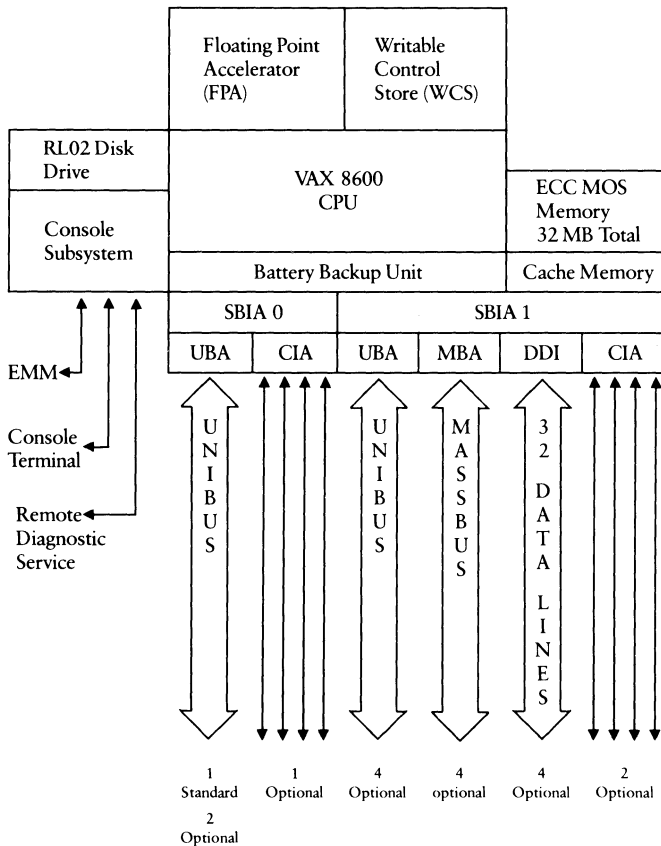 Floating Point
Accelerator
(FPA)
Writable
Control
Store (WCS)
RL02 Disk
Drive
VAX 8600
CPU
ECC MOS
Memory
32 MB Total
Console
Subsystem
Battery Backup Unit
Cache Memory
SBIA 0
SBIA 1
UBA
CIA
UBA
MBA
DDI
CIA
EMM
Console
Terminal
Remote
Diagnostic
Service
UNIBUS
UNIBUS
MASSBUS
32 DATA LINES
1
Standard
2
Optional
1
Optional
4
Optional
4
optional
4
Optional
2
Optional